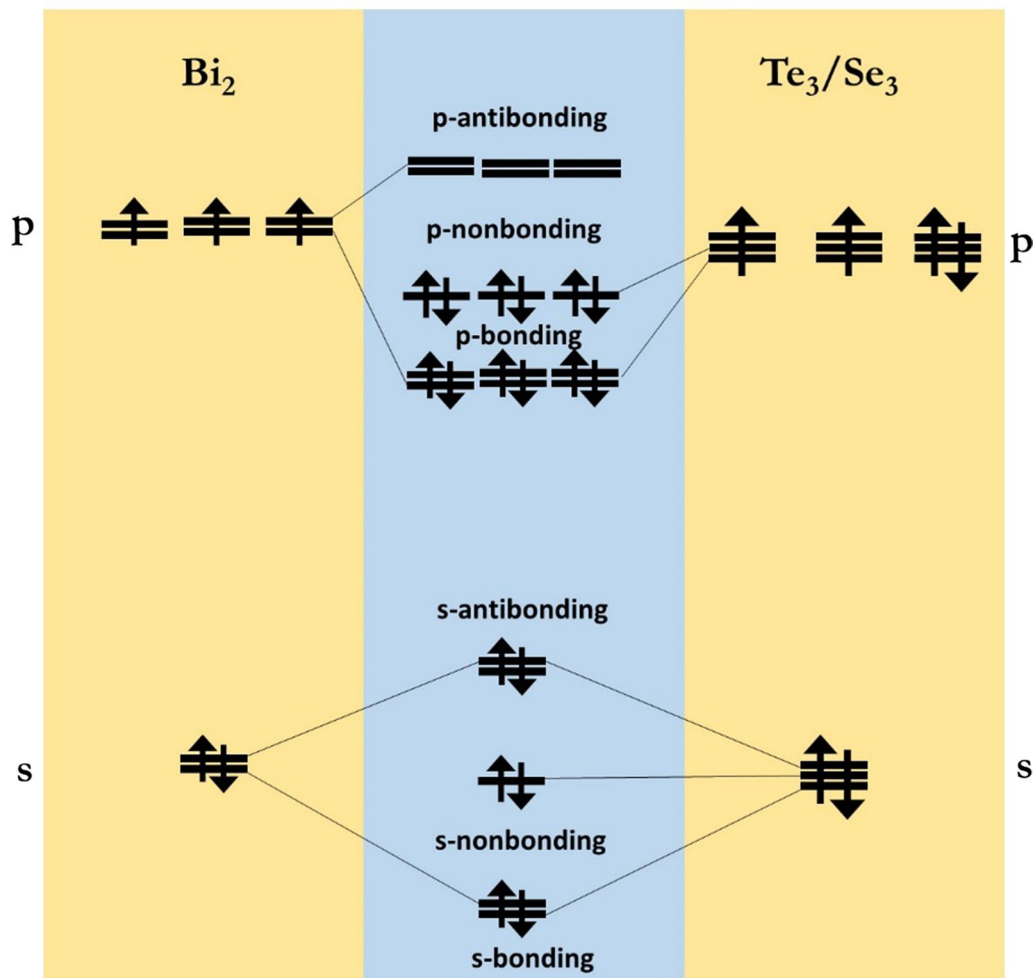 Bi₂
Te₃/Se₃
p-antibonding
p
p-nonbonding
p
p-bonding
s-antibonding
s
s
s-nonbonding
s-bonding